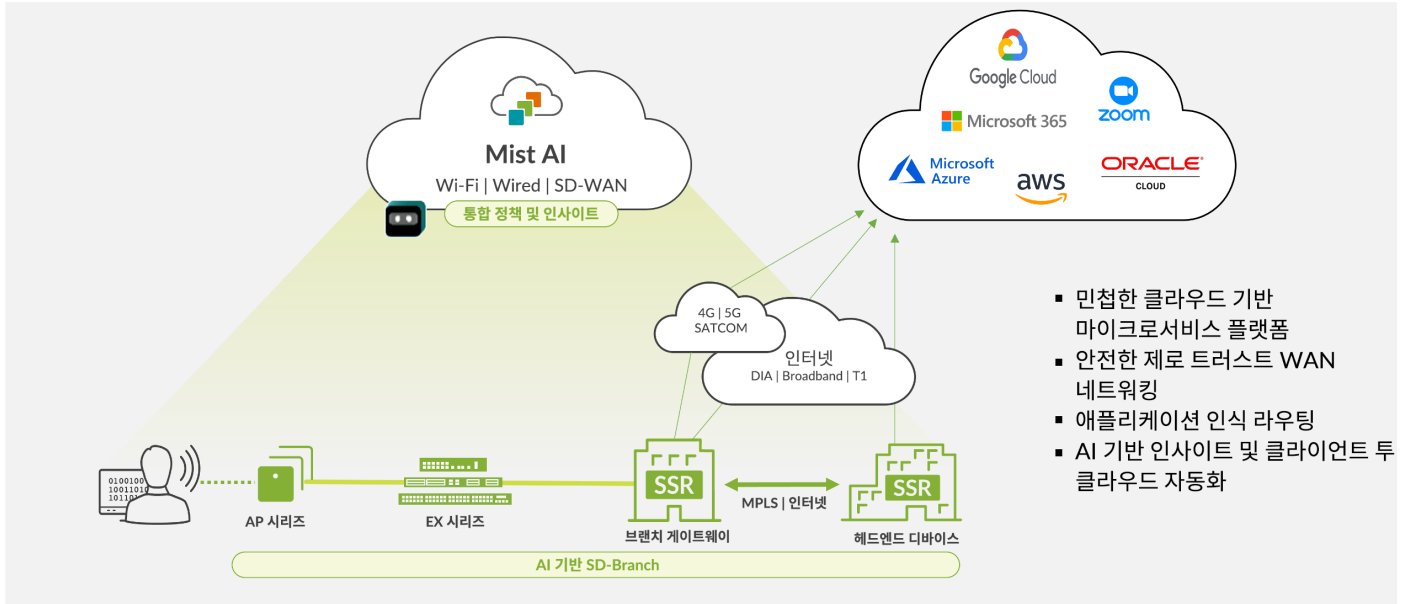 Mist AI
Wi-Fi | Wired | SD-WAN
통합 정책 및 인사이트
Google Cloud
Microsoft 365
zoom
Microsoft
Azure
aws
ORACLE
CLOUD
4G | 5G
SATCOM
인터넷
DIA | Broadband | T1
▪ 민첩한 클라우드 기반
마이크로서비스 플랫폼
▪ 안전한 제로 트러스트 WAN
네트워킹
▪ 애플리케이션 인식 라우팅
▪ AI 기반 인사이트 및 클라이언트 투
클라우드 자동화
0100100
10011010
10110
AP 시리즈
EX 시리즈
SSR
브랜치 게이트웨이
MPLS | 인터넷
SSR
헤드엔드 디바이스
AI 기반 SD-Branch